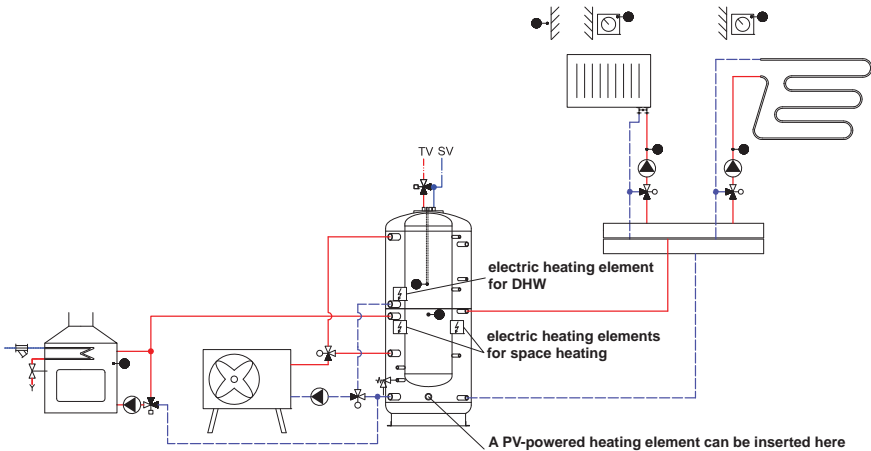 TV SV
electric heating element
for DHW
electric heating elements
for space heating
A PV-powered heating element can be inserted here